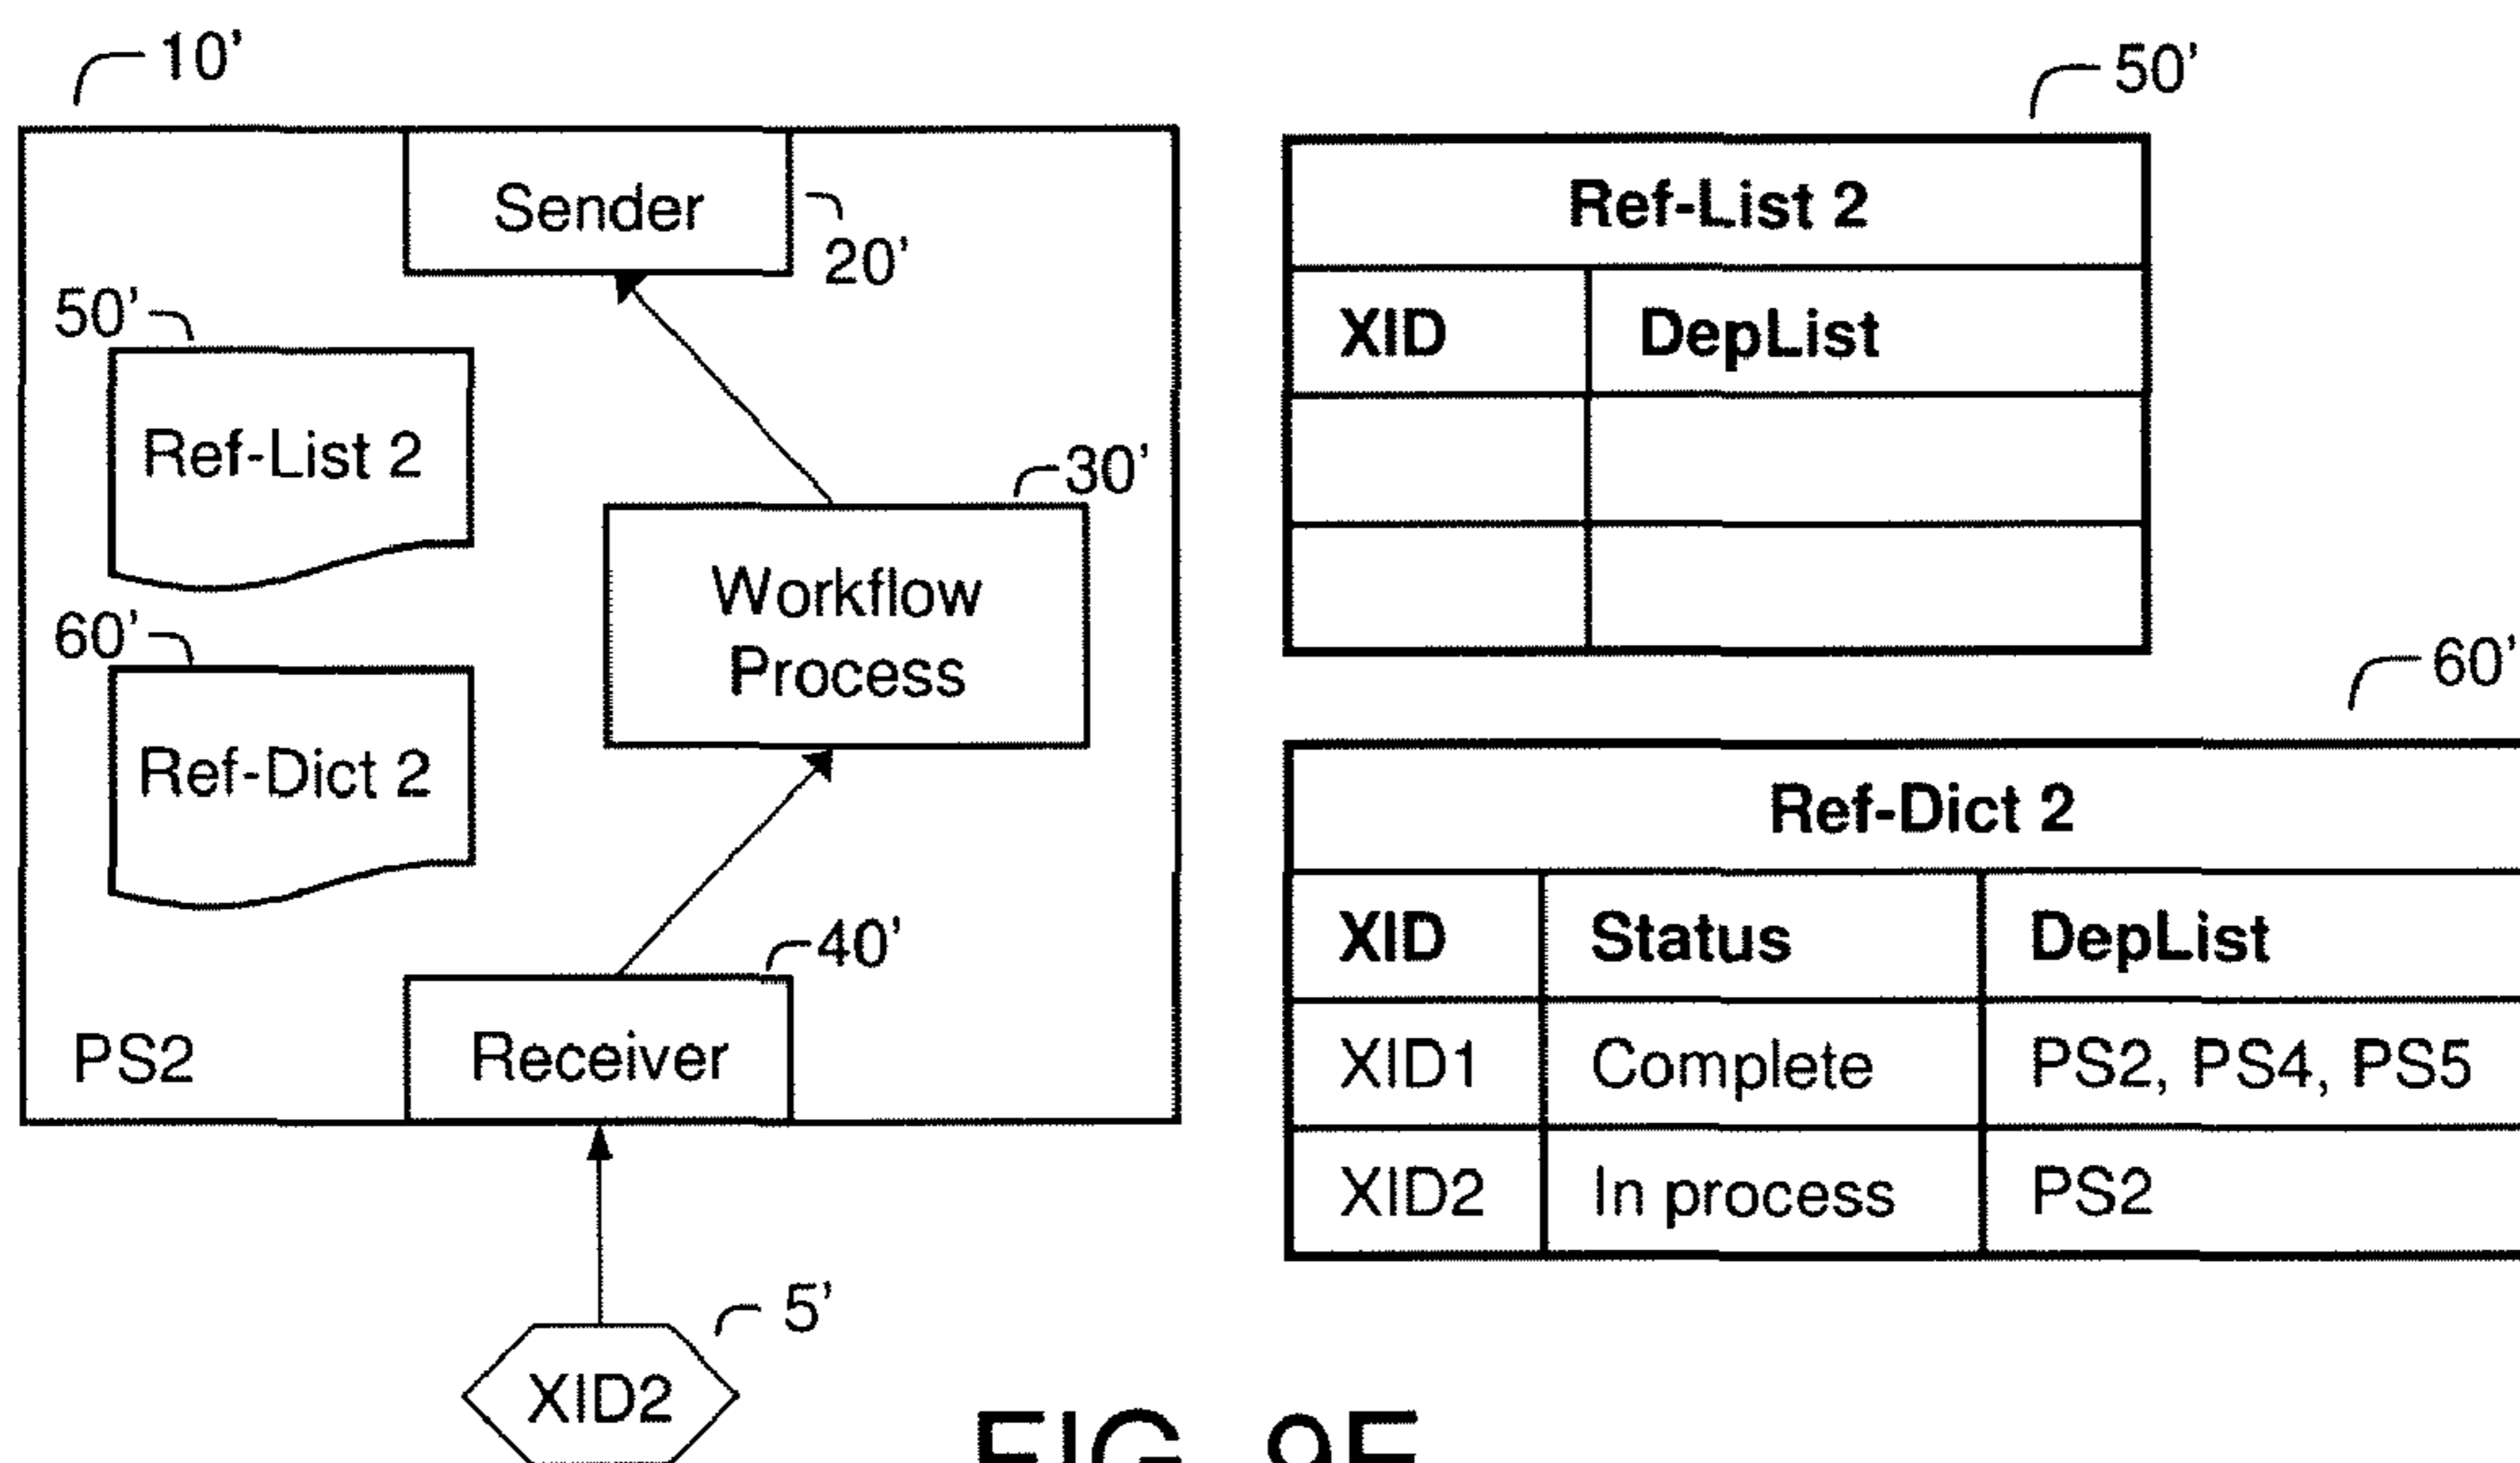 10'
Sender
20'
50'
Ref-List 2
30'
Workflow
Process
60'
Ref-Dict 2
40'
PS2
Receiver
5'
XID2
50'
Ref-List 2
XID DepList
60'
Ref-Dict 2
XID Status DepList
XID1 Complete PS2, PS4, PS5
XID2 In process PS2